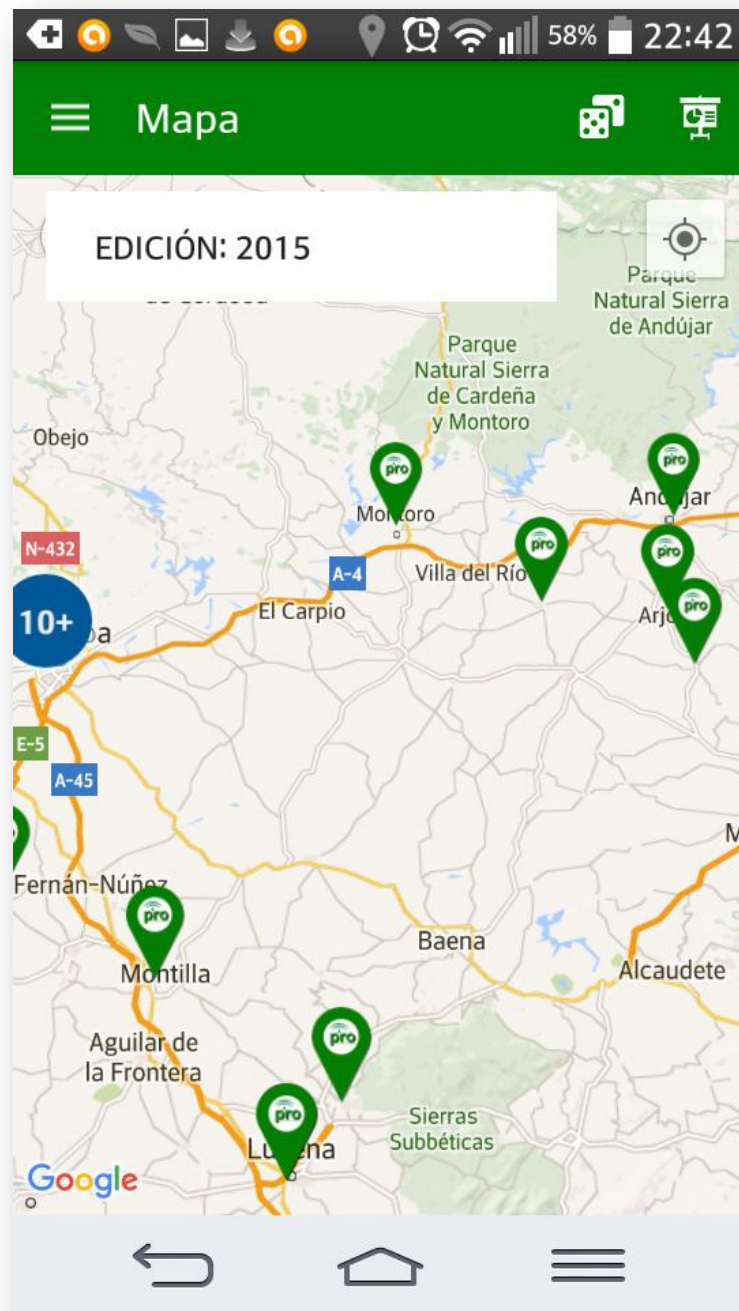 58% 22:42
Mapa
EDICIÓN: 2015
Parque
Natural Sierra
de Andújar
Parque
Natural Sierra
de Cardeña
y Montoro
Obejo
pro
pro
Andújar
Montoro
N-432
pro
pro
A-4
Villa del Río
10+
El Carpio
pro
E-5
A-45
Fernán-Núñez
pro
Baena
Montilla
Alcaudete
Aguilar de
la Frontera
pro
pro
Sierras
Subbéticas
Lucena
Google